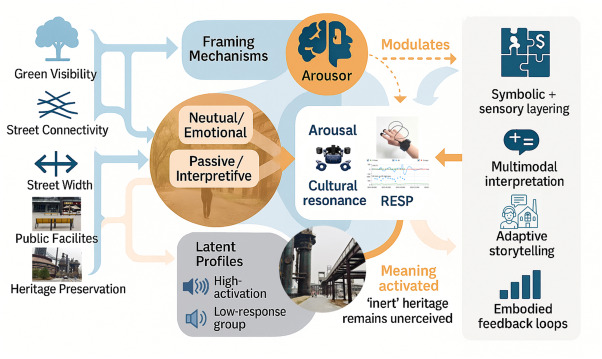 Green Visibility
Street Connectivity
Street Width
Public Facilites
Heritage Preservation
Framing
Mechanisms
Arousor
Modulates
Neutual/
Emotional
Passive/
Interpretifve
Arousal
Cultural
resonance
RESP
Latent
Profiles
High-
activation
Low-response
group
Meaning
activated
‘inert’ heritage
remains unerceived
$
Symbolic +
sensory layering
Multimodal
interpretation
Adaptive
storytelling
Embodied
feedback loops